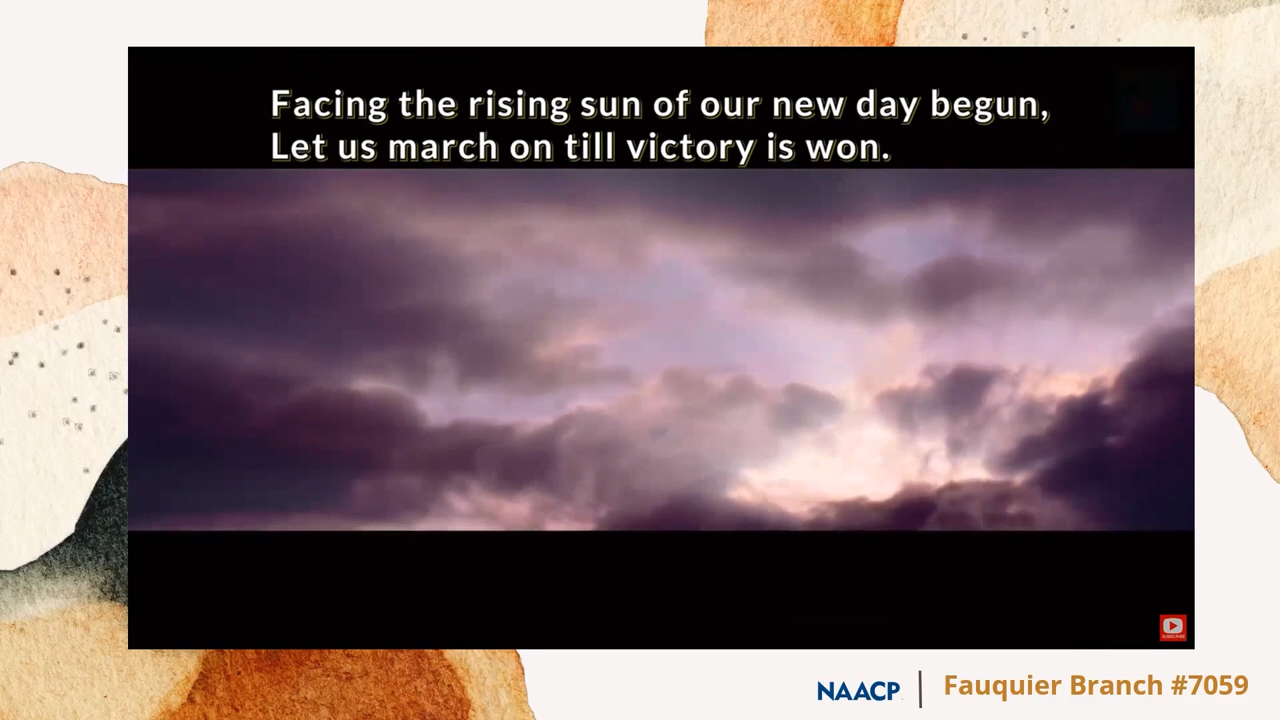 Facing the rising sun of our new day begun,
Let us march on till victory is won.
SUBSCRIBE
NAACP
Fauquier Branch #7059